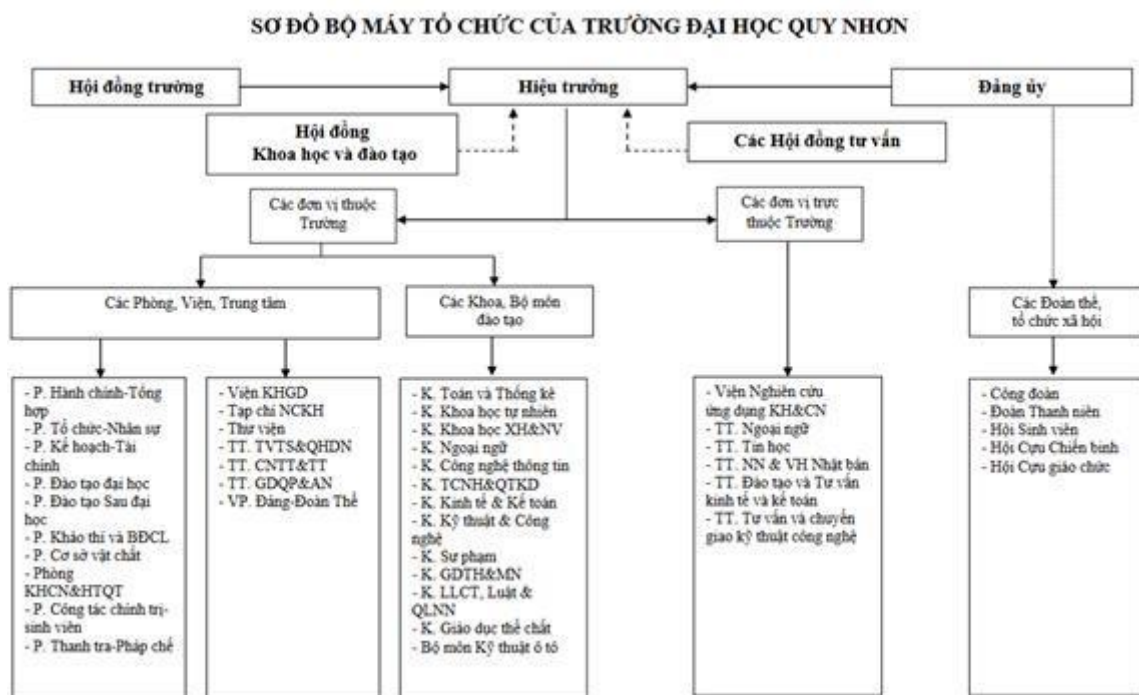 SƠ ĐỒ BỘ MÁY TỔ CHỨC CỦA TRƯỜNG ĐẠI HỌC QUY NHƠN
Hội đồng trường
Hiệu trưởng
Đảng ủy
Hội đồng
Khoa học và đào tạo
Các Hội đồng tư vấn
Các đơn vị thuộc
Trường
Các đơn vị trực
thuộc Trường
Các Phòng, Viện, Trung tâm
Các Khoa, Bộ môn
đào tạo
Các Đoàn thể,
tổ chức xã hội
- P. Hành chính-Tổng
hợp
- P. Tổ chức-Nhân sự
- P. Kế hoạch-Tài
chính
- P. Đào tạo đại học
- P. Đào tạo Sau đại
học
- P. Khảo thí và BĐCL
- P. Cơ sở vật chất
- Phòng
KHCN&HTQT
- P. Công tác chính trị-
sinh viên
- P. Thanh tra-Pháp chế
- Viện KHGD
- Tạp chí NCKH
- Thư viện
- TT. TVTS&QHDN
- TT. CNTT&TT
- TT. GDQP&AN
- VP. Đảng-Đoàn Thể
- K. Toán và Thống kê
- K. Khoa học tự nhiên
- K. Khoa học XH&NV
- K. Ngoại ngữ
- K. Công nghệ thông tin
- K. TCNH&QTKD
- K. Kinh tế & Kế toán
- K. Kỹ thuật & Công
nghệ
- K. Sư phạm
- K. GDTH&MN
- K. LLCT, Luật &
QLNN
- K. Giáo dục thể chất
- Bộ môn Kỹ thuật ô tô
- Viện Nghiên cứu
ứng dụng KH&CN
- TT. Ngoại ngữ
- TT. Tin học
- TT. NN & VH Nhật bản
- TT. Đào tạo và Tư vấn
kinh tế và kế toán
- TT. Tư vấn và chuyển
giao kỹ thuật công nghệ
- Công đoàn
- Đoàn Thanh niên
- Hội Sinh viên
- Hội Cựu Chiến binh
- Hội Cựu giáo chức